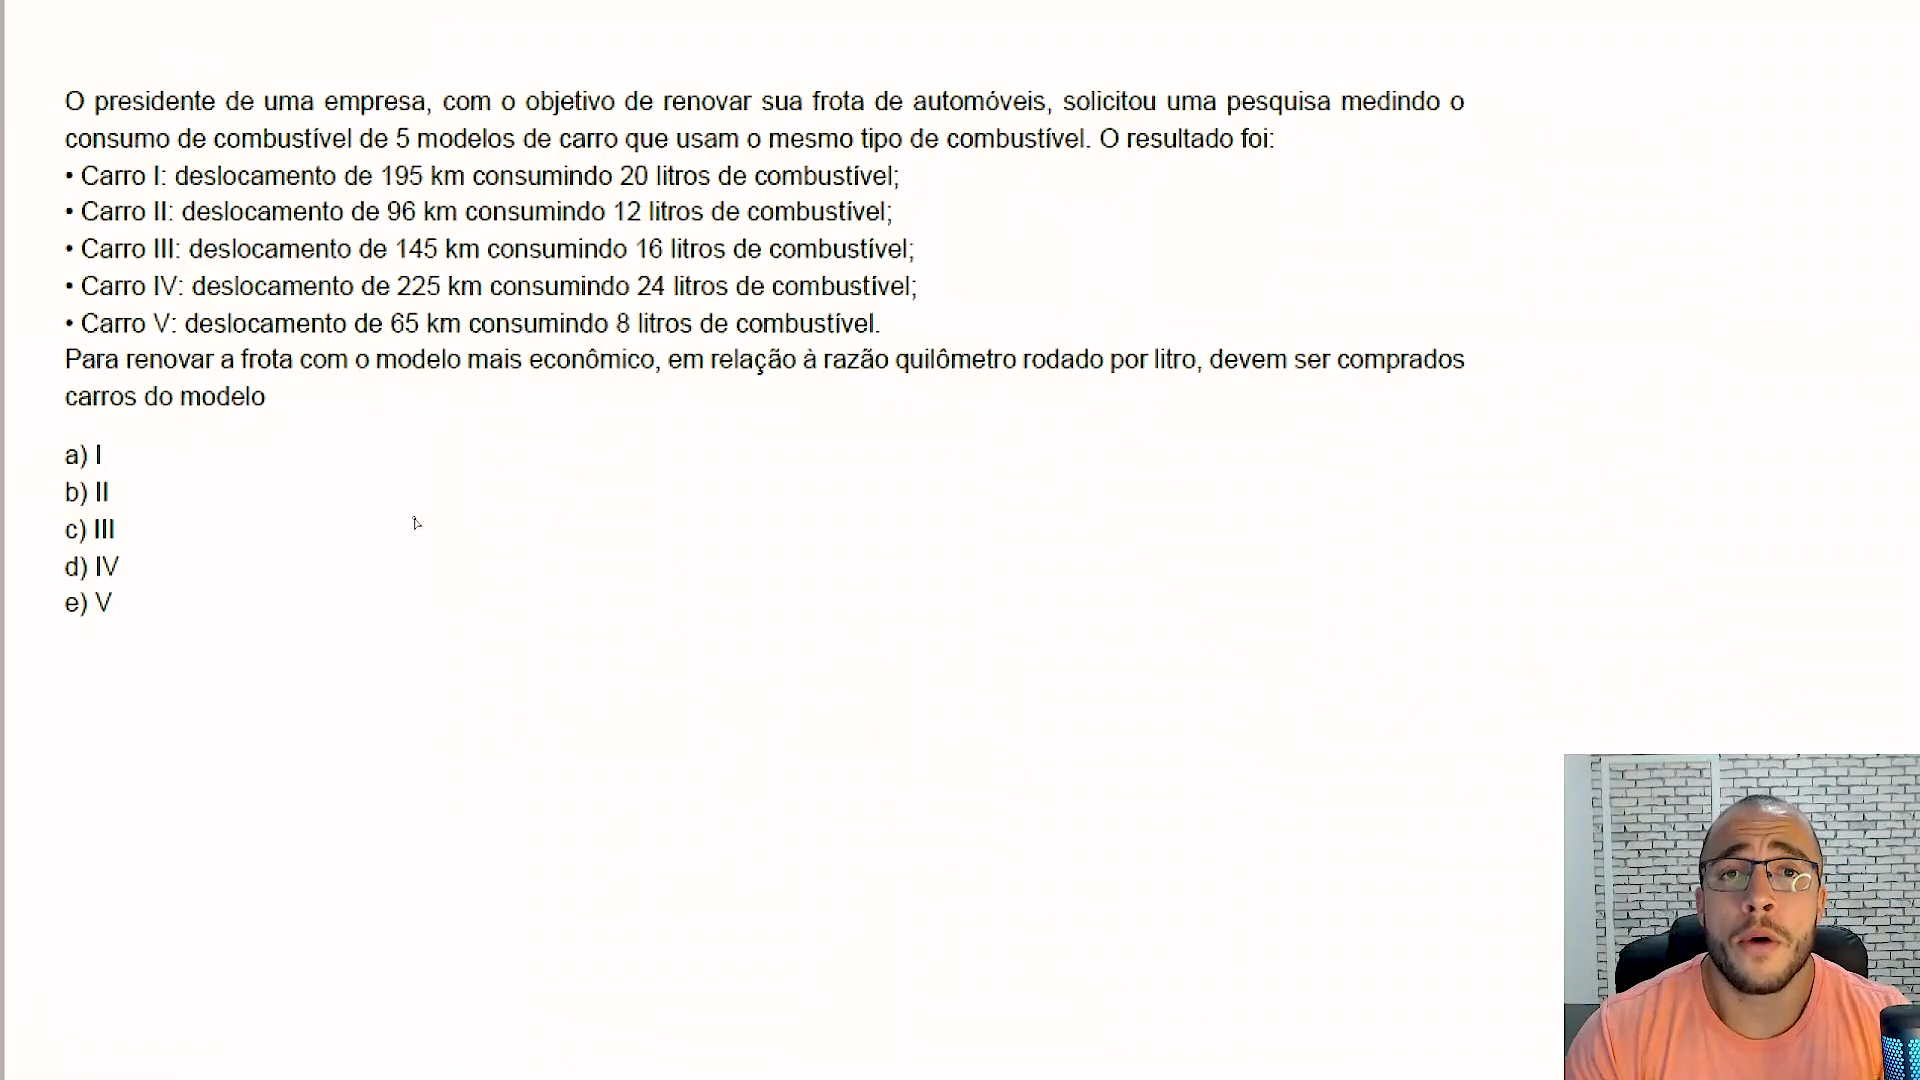 O presidente de uma empresa, com o objetivo de renovar sua frota de automóveis, solicitou uma pesquisa medindo o
consumo de combustível de 5 modelos de carro que usam o mesmo tipo de combustível. O resultado foi:
• Carro I: deslocamento de 195 km consumindo 20 litros de combustível;
• Carro II: deslocamento de 96 km consumindo 12 litros de combustível;
• Carro III: deslocamento de 145 km consumindo 16 litros de combustível;
• Carro IV: deslocamento de 225 km consumindo 24 litros de combustível;
• Carro V: deslocamento de 65 km consumindo 8 litros de combustível.
Para renovar a frota com o modelo mais econômico, em relação à razão quilômetro rodado por litro, devem ser comprados
carros do modelo
a) I
b) II
c) III
d) IV
e) V